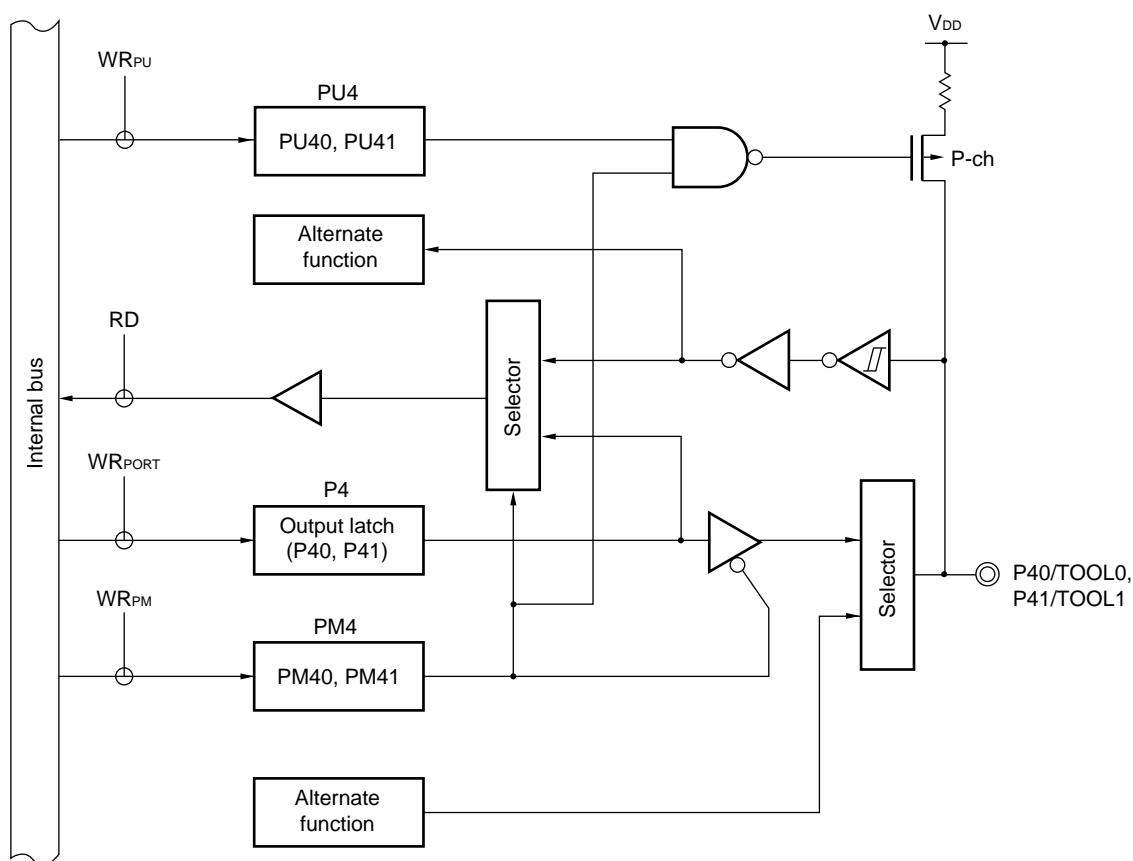 VDD
WRPU
PU4
PU40, PU41
P-ch
Alternate
function
RD
Selector
Internal bus
WRPORT
P4
Output latch
(P40, P41)
Selector
P40/TOOL0,
P41/TOOL1
WRPM
PM4
PM40, PM41
Alternate
function